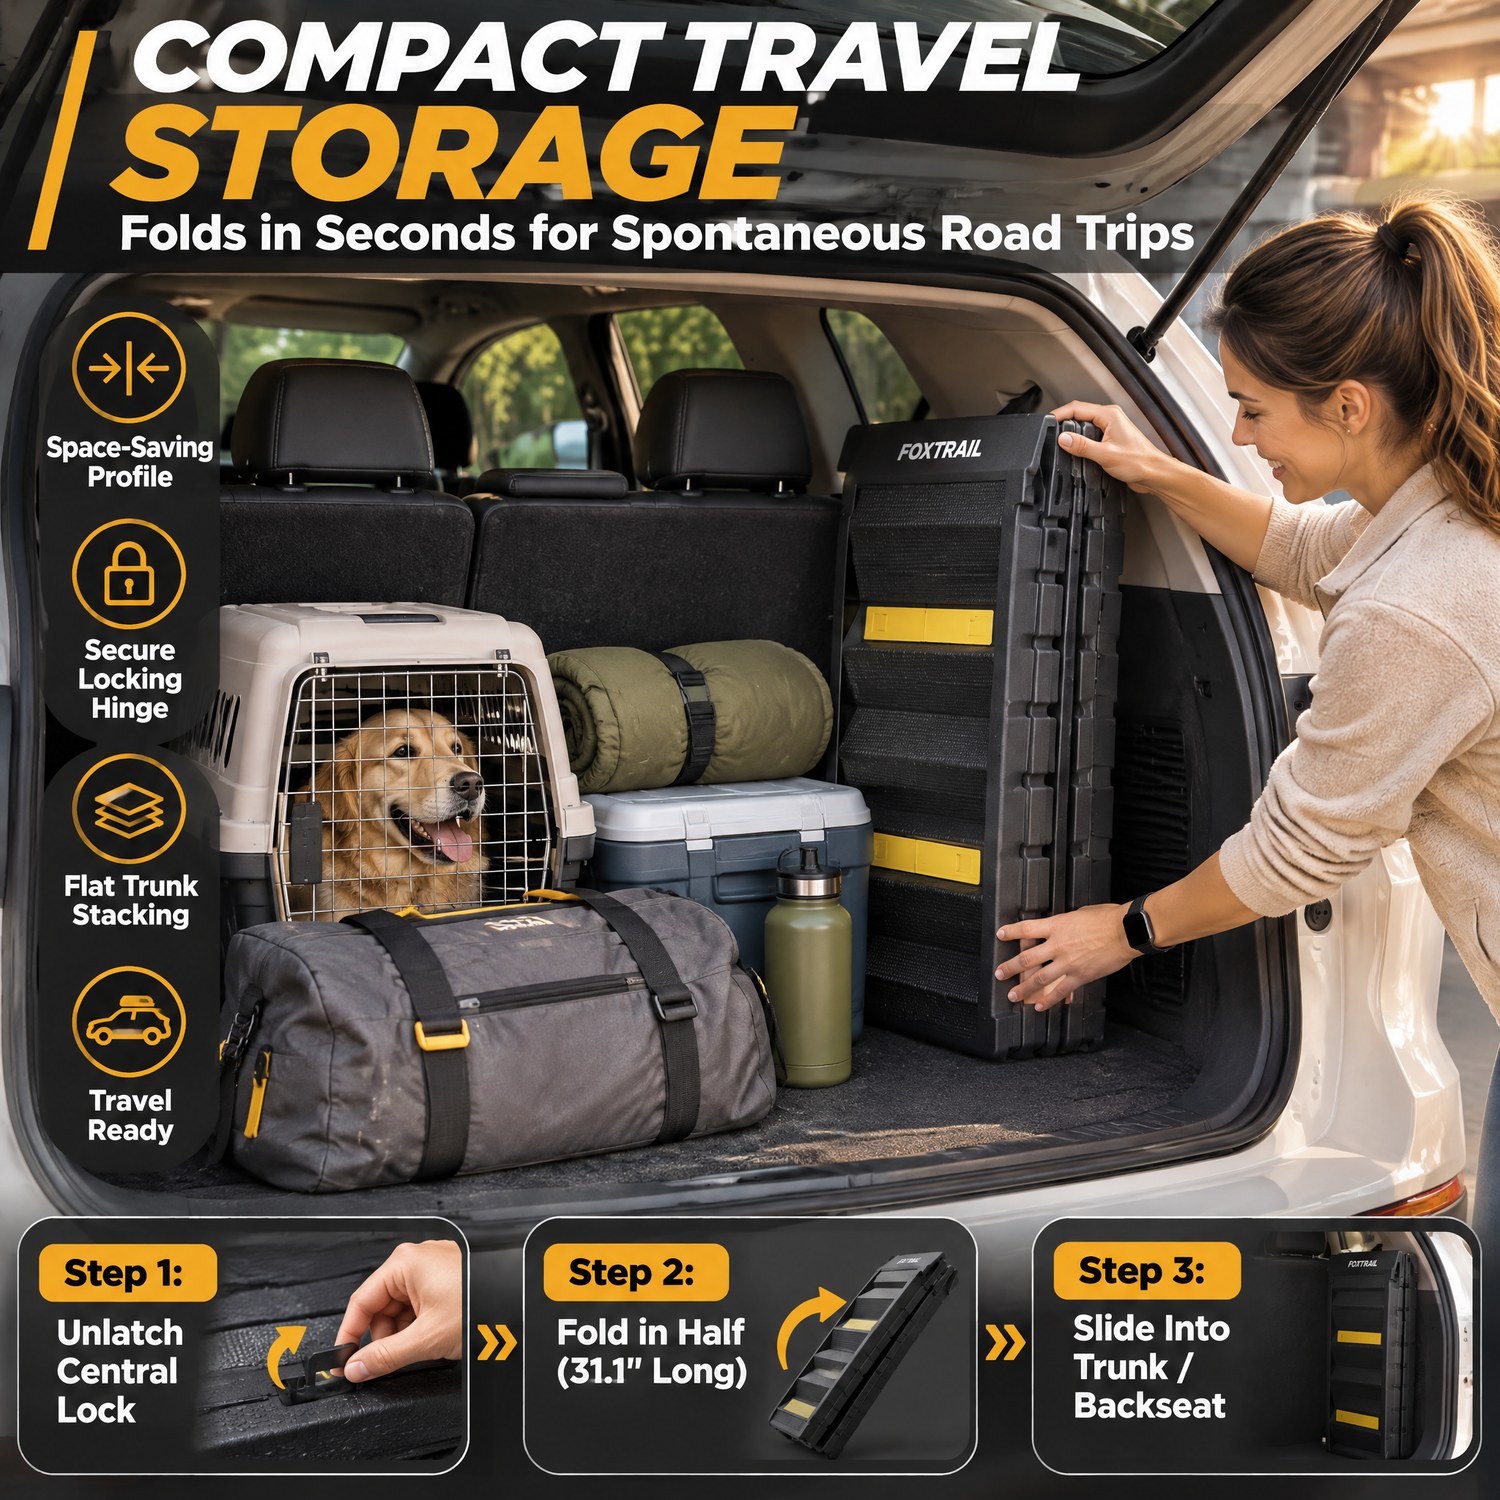 COMPACT TRAVEL
STORAGE
Folds in Seconds for Spontaneous Road Trips
Space-Saving
Profile
Secure
Locking
Hinge
Flat Trunk
Stacking
Travel
Ready
FOXTRAIL
Step 1:
Unlatch
Central
Lock
Step 2:
Fold in Half
(31.1" Long)
Step 3:
Slide Into
Trunk /
Backseat
FOXTRAIL